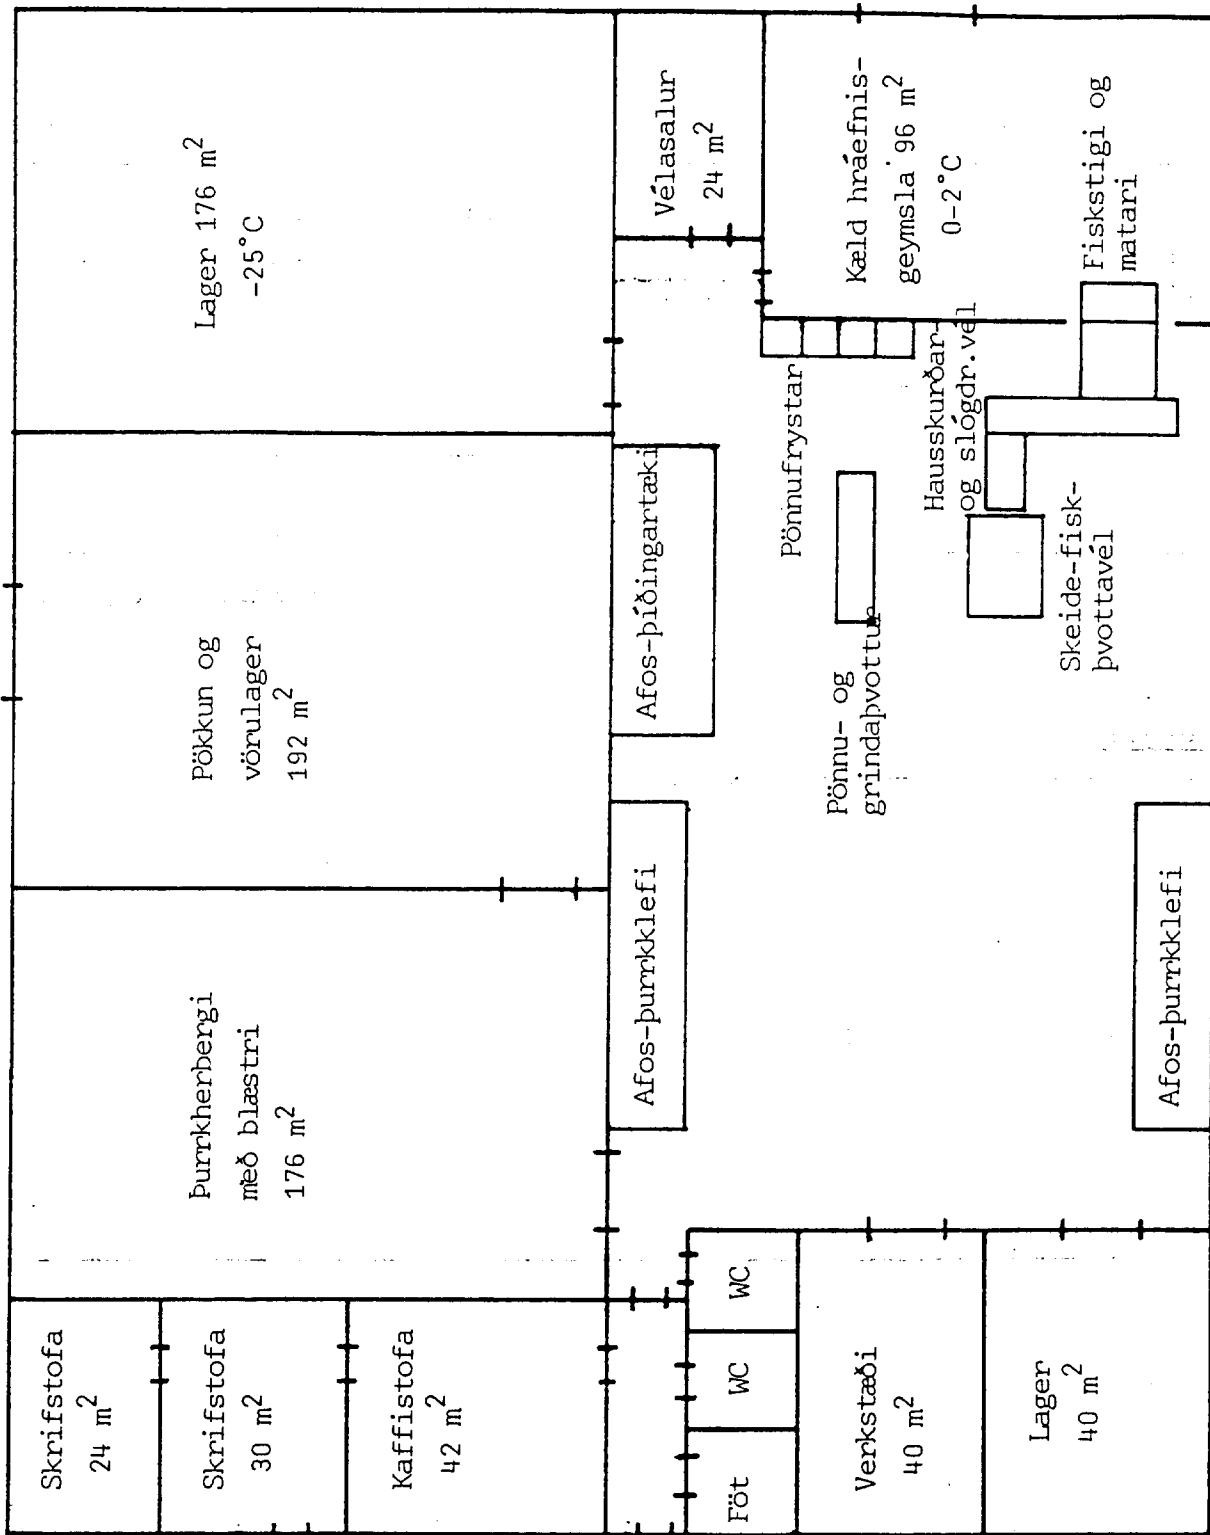 Skrifstofa
24 m²
Skrifstofa
30 m²
Kaffistofa
42 m²
Þurrkherbergi
með blæstri
176 m²
Pökkun og
vörulager
192 m²
Lager 176 m²
-25°C
Föt
WC
WC
Verkstæði
40 m²
Lager
40 m²
Afos-þurrkklefi
Afos-þurrkklefi
Afos-þíðingartæki
Pönnu- og
grindaþvottur
Pönnufrystar
Hausskurðar-
og slógdr.vél
Skeide-fisk-
þvottavél
Vélasalur
24 m²
Kæld hráefnis-
geymsla 96 m²
0-2°C
Fiskstigi og
matari